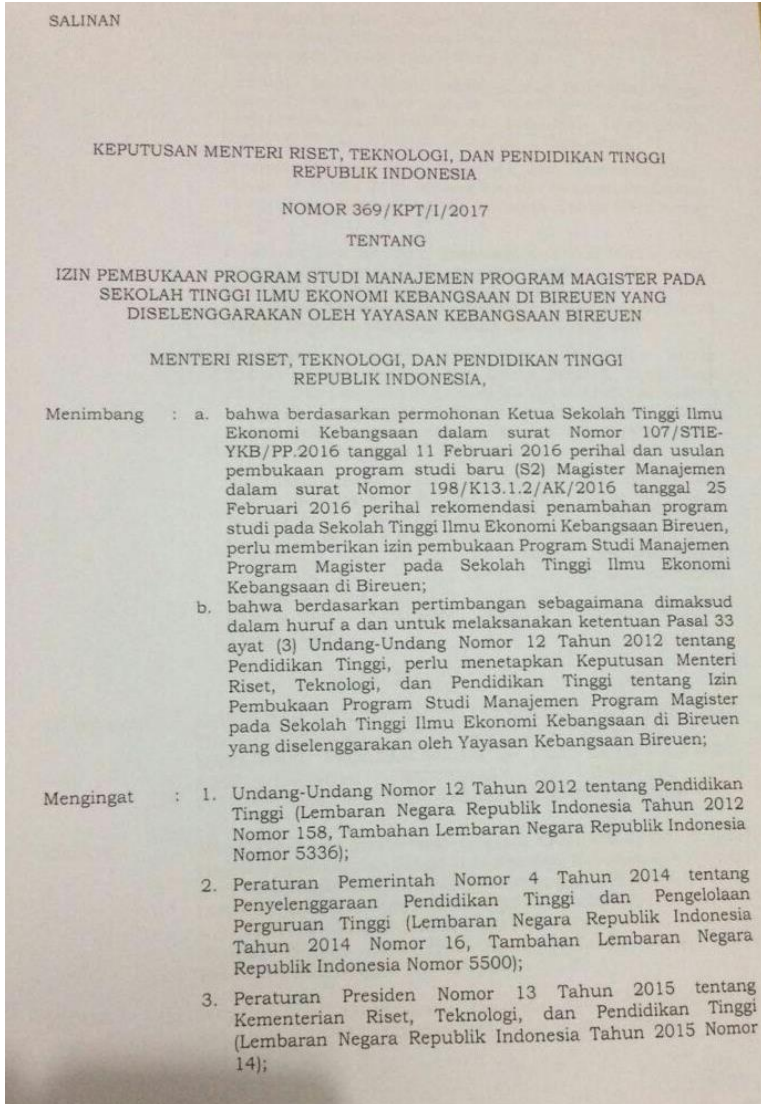 SALINAN
KEPUTUSAN MENTERI RISET, TEKNOLOGI, DAN PENDIDIKAN TINGGI
REPUBLIK INDONESIA
NOMOR 369/KPT/I/2017
TENTANG
IZIN PEMBUKAAN PROGRAM STUDI MANAJEMEN PROGRAM MAGISTER PADA
SEKOLAH TINGGI ILMU EKONOMI KEBANGSAAN DI BIREUEN YANG
DISELENGGARAKAN OLEH YAYASAN KEBANGSAAN BIREUEN
MENTERI RISET, TEKNOLOGI, DAN PENDIDIKAN TINGGI
REPUBLIK INDONESIA,
Menimbang : a. bahwa berdasarkan permohonan Ketua Sekolah Tinggi Ilmu
Ekonomi Kebangsaan dalam surat Nomor 107/STIE-
YKB/PP.2016 tanggal 11 Februari 2016 perihal dan usulan
pembukaan program studi baru (S2) Magister Manajemen
dalam surat Nomor 198/K13.1.2/AK/2016 tanggal 25
Februari 2016 perihal rekomendasi penambahan program
studi pada Sekolah Tinggi Ilmu Ekonomi Kebangsaan Bireuen,
perlu memberikan izin pembukaan Program Studi Manajemen
Program Magister pada Sekolah Tinggi Ilmu Ekonomi
Kebangsaan di Bireuen;
b. bahwa berdasarkan pertimbangan sebagaimana dimaksud
dalam huruf a dan untuk melaksanakan ketentuan Pasal 33
ayat (3) Undang-Undang Nomor 12 Tahun 2012 tentang
Pendidikan Tinggi, perlu menetapkan Keputusan Menteri
Riset, Teknologi, dan Pendidikan Tinggi tentang Izin
Pembukaan Program Studi Manajemen Program Magister
pada Sekolah Tinggi Ilmu Ekonomi Kebangsaan di Bireuen
yang diselenggarakan oleh Yayasan Kebangsaan Bireuen;
Mengingat : 1. Undang-Undang Nomor 12 Tahun 2012 tentang Pendidikan
Tinggi (Lembaran Negara Republik Indonesia Tahun 2012
Nomor 158, Tambahan Lembaran Negara Republik Indonesia
Nomor 5336);
2. Peraturan Pemerintah Nomor 4 Tahun 2014 tentang
Penyelenggaraan Pendidikan Tinggi dan Pengelolaan
Perguruan Tinggi (Lembaran Negara Republik Indonesia
Tahun 2014 Nomor 16, Tambahan Lembaran Negara
Republik Indonesia Nomor 5500);
3. Peraturan Presiden Nomor 13 Tahun 2015 tentang
Kementerian Riset, Teknologi, dan Pendidikan Tinggi
(Lembaran Negara Republik Indonesia Tahun 2015 Nomor
14);